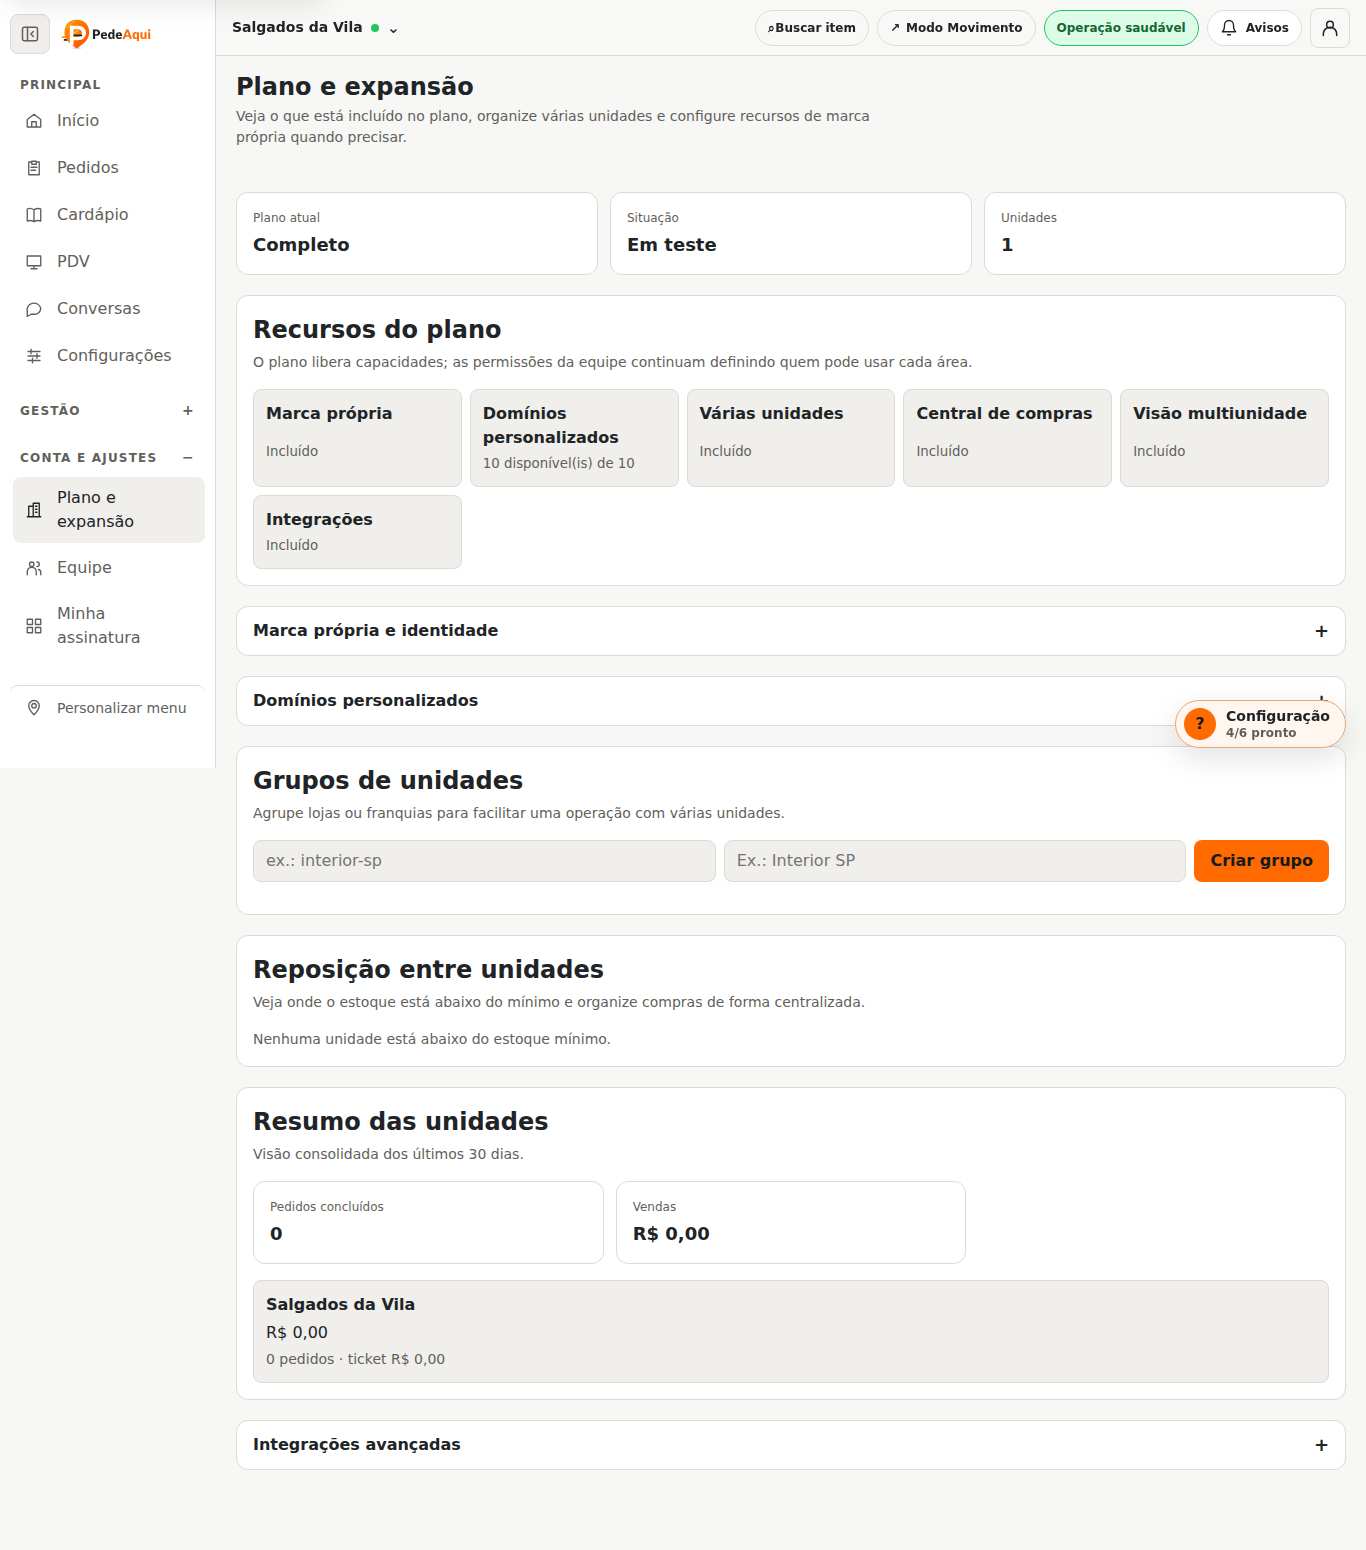 PedeAqui
PRINCIPAL
Início
Pedidos
Cardápio
PDV
Conversas
Configurações
GESTÃO +
CONTA E AJUSTES −
Plano e
expansão
Equipe
Minha
assinatura
Personalizar menu
Salgados da Vila
Buscar item
↗ Modo Movimento
Operação saudável
Avisos
Plano e expansão
Veja o que está incluído no plano, organize várias unidades e configure recursos de marca
própria quando precisar.
Plano atual
Completo
Situação
Em teste
Unidades
1
Recursos do plano
O plano libera capacidades; as permissões da equipe continuam definindo quem pode usar cada área.
Marca própria
Incluído
Domínios
personalizados
10 disponível(is) de 10
Várias unidades
Incluído
Central de compras
Incluído
Visão multiunidade
Incluído
Integrações
Incluído
Marca própria e identidade +
Domínios personalizados
? Configuração
4/6 pronto
Grupos de unidades
Agrupe lojas ou franquias para facilitar uma operação com várias unidades.
ex.: interior-sp
Ex.: Interior SP
Criar grupo
Reposição entre unidades
Veja onde o estoque está abaixo do mínimo e organize compras de forma centralizada.
Nenhuma unidade está abaixo do estoque mínimo.
Resumo das unidades
Visão consolidada dos últimos 30 dias.
Pedidos concluídos
0
Vendas
R$ 0,00
Salgados da Vila
R$ 0,00
0 pedidos · ticket R$ 0,00
Integrações avançadas +